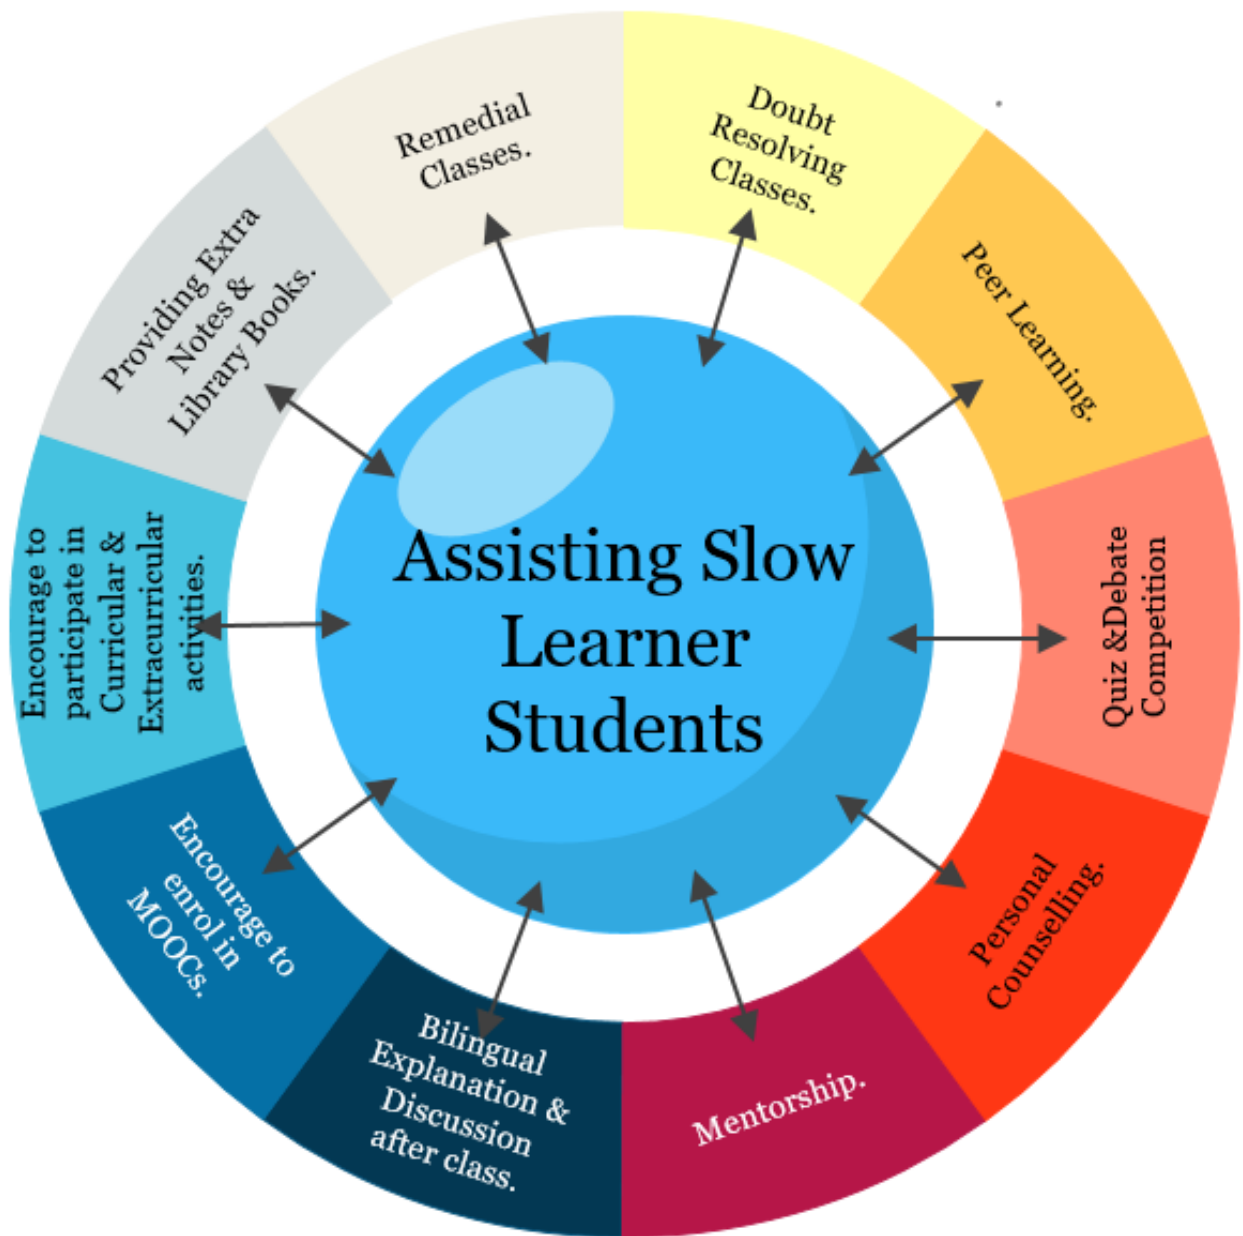 Remedial
Classes.
Doubt
Resolving
Classes.
Peer Learning.
Quiz &Debate
Competition
Personal
Counselling.
Mentorship.
Bilingual
Explanation &
Discussion
after class.
Encourage to
enrol in
MOOCs.
Encourage to
participate in
Curricular &
Extracurricular
activities.
Providing Extra
Notes &
Library Books.
Assisting Slow
Learner
Students